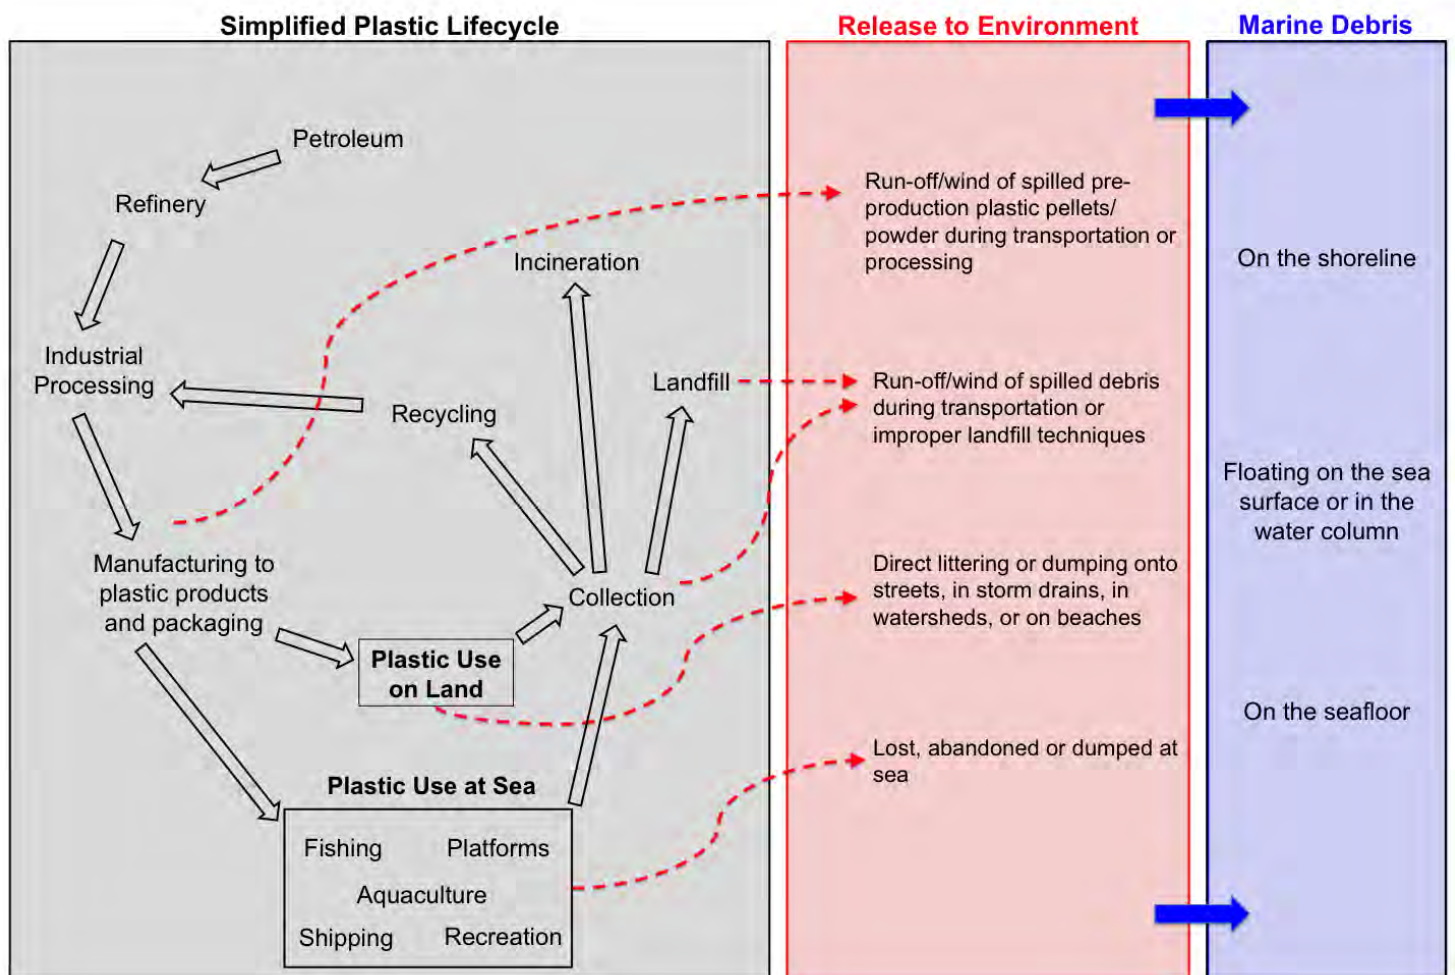 Simplified Plastic Lifecycle
Petroleum
Refinery
Incineration
Industrial
Processing
Landfill
Recycling
Manufacturing to
plastic products
and packaging
Collection
Plastic Use
on Land
Plastic Use at Sea
Fishing
Platforms
Aquaculture
Shipping
Recreation
Release to Environment
Run-off/wind of spilled pre-
production plastic pellets/
powder during transportation or
processing
Run-off/wind of spilled debris
during transportation or
improper landfill techniques
Direct littering or dumping onto
streets, in storm drains, in
watersheds, or on beaches
Lost, abandoned or dumped at
sea
Marine Debris
On the shoreline
Floating on the sea
surface or in the
water column
On the seafloor